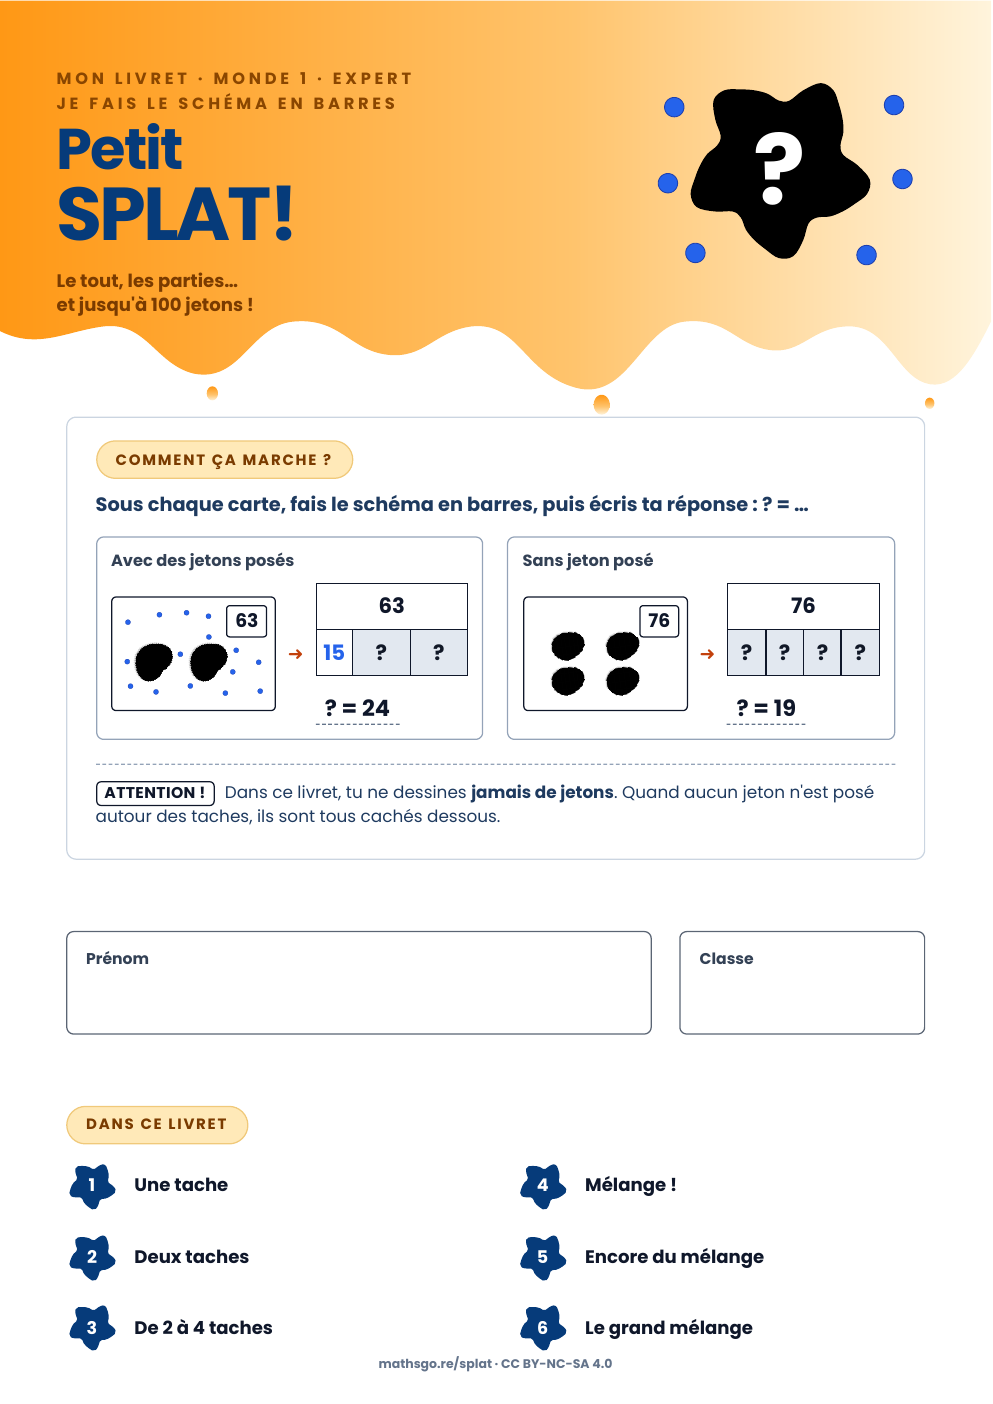 MON LIVRET · MONDE 1 · EXPERT
JE FAIS LE SCHÉMA EN BARRES
Petit
SPLAT!
Le tout, les parties...
et jusqu'à 100 jetons !
?
COMMENT ÇA MARCHE ?
Sous chaque carte, fais le schéma en barres, puis écris ta réponse : ? = ...
Avec des jetons posés
63
➔
63
15 ? ?
? = 24
Sans jeton posé
76
➔
76
? ? ? ?
? = 19
ATTENTION ! Dans ce livret, tu ne dessines jamais de jetons. Quand aucun jeton n'est posé
autour des taches, ils sont tous cachés dessous.
Prénom
Classe
DANS CE LIVRET
1 Une tache
2 Deux taches
3 De 2 à 4 taches
4 Mélange !
5 Encore du mélange
6 Le grand mélange
mathsgo.re/splat · CC BY-NC-SA 4.0